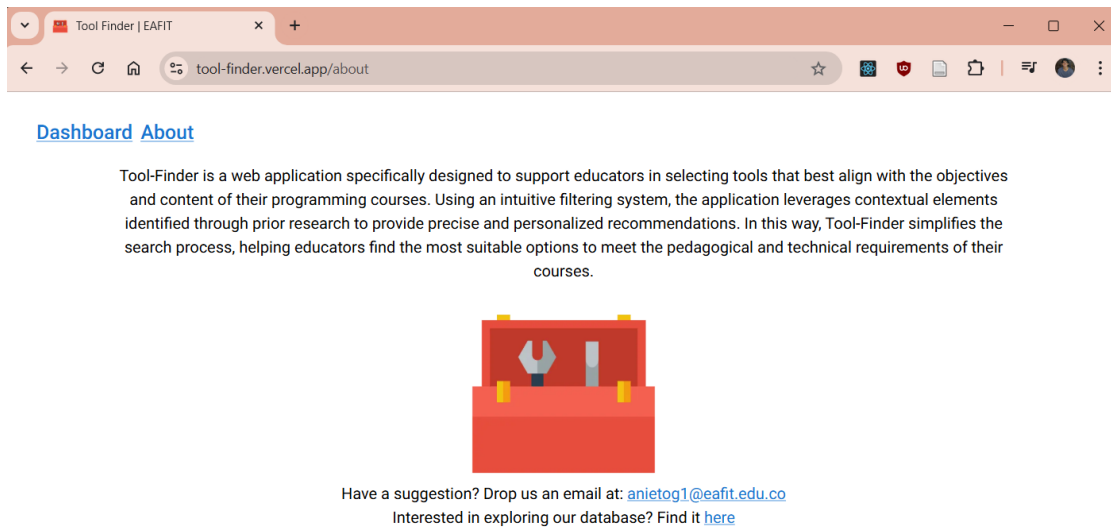 Tool Finder | EAFIT
tool-finder.vercel.app/about
Dashboard About
Tool-Finder is a web application specifically designed to support educators in selecting tools that best align with the objectives
and content of their programming courses. Using an intuitive filtering system, the application leverages contextual elements
identified through prior research to provide precise and personalized recommendations. In this way, Tool-Finder simplifies the
search process, helping educators find the most suitable options to meet the pedagogical and technical requirements of their
courses.
Have a suggestion? Drop us an email at: anietog1@eafit.edu.co
Interested in exploring our database? Find it here